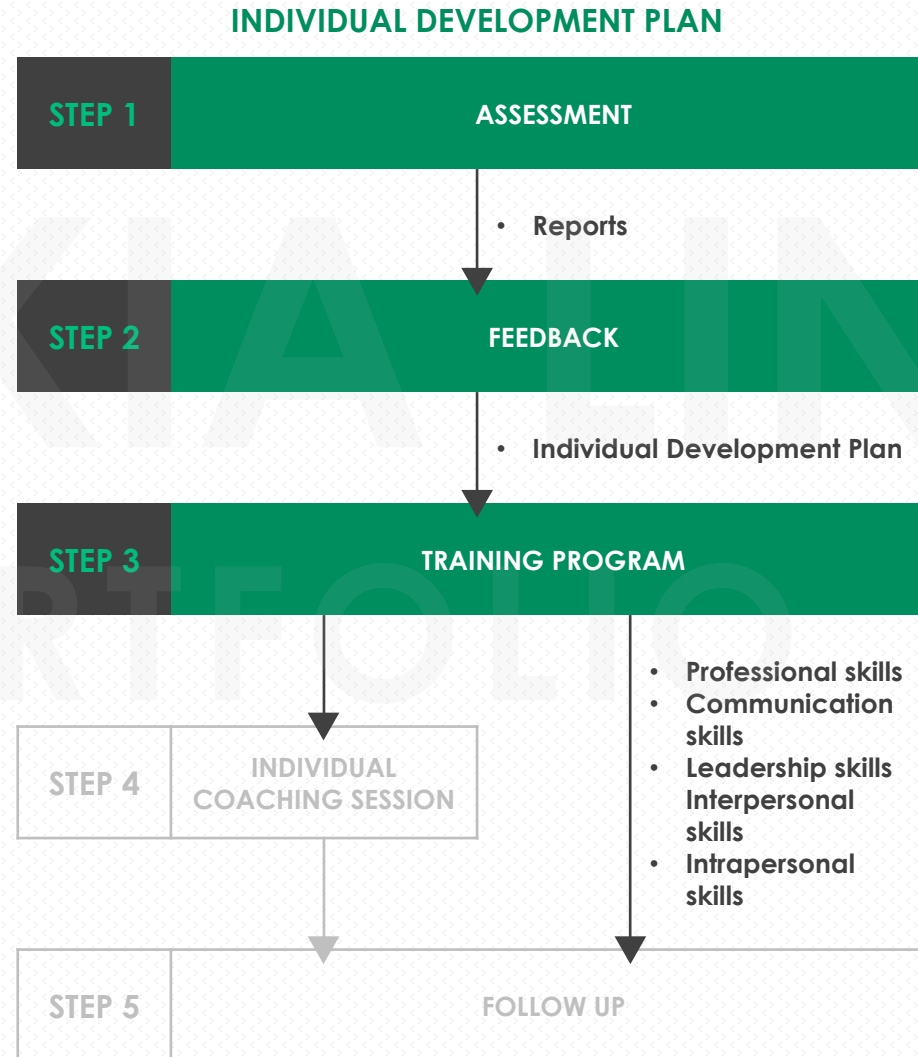 INDIVIDUAL DEVELOPMENT PLAN
STEP 1
ASSESSMENT
• Reports
STEP 2
FEEDBACK
• Individual Development Plan
STEP 3
TRAINING PROGRAM
• Professional skills
• Communication
skills
• Leadership skills
Interpersonal
skills
• Intrapersonal
skills
STEP 4
INDIVIDUAL
COACHING SESSION
STEP 5
FOLLOW UP